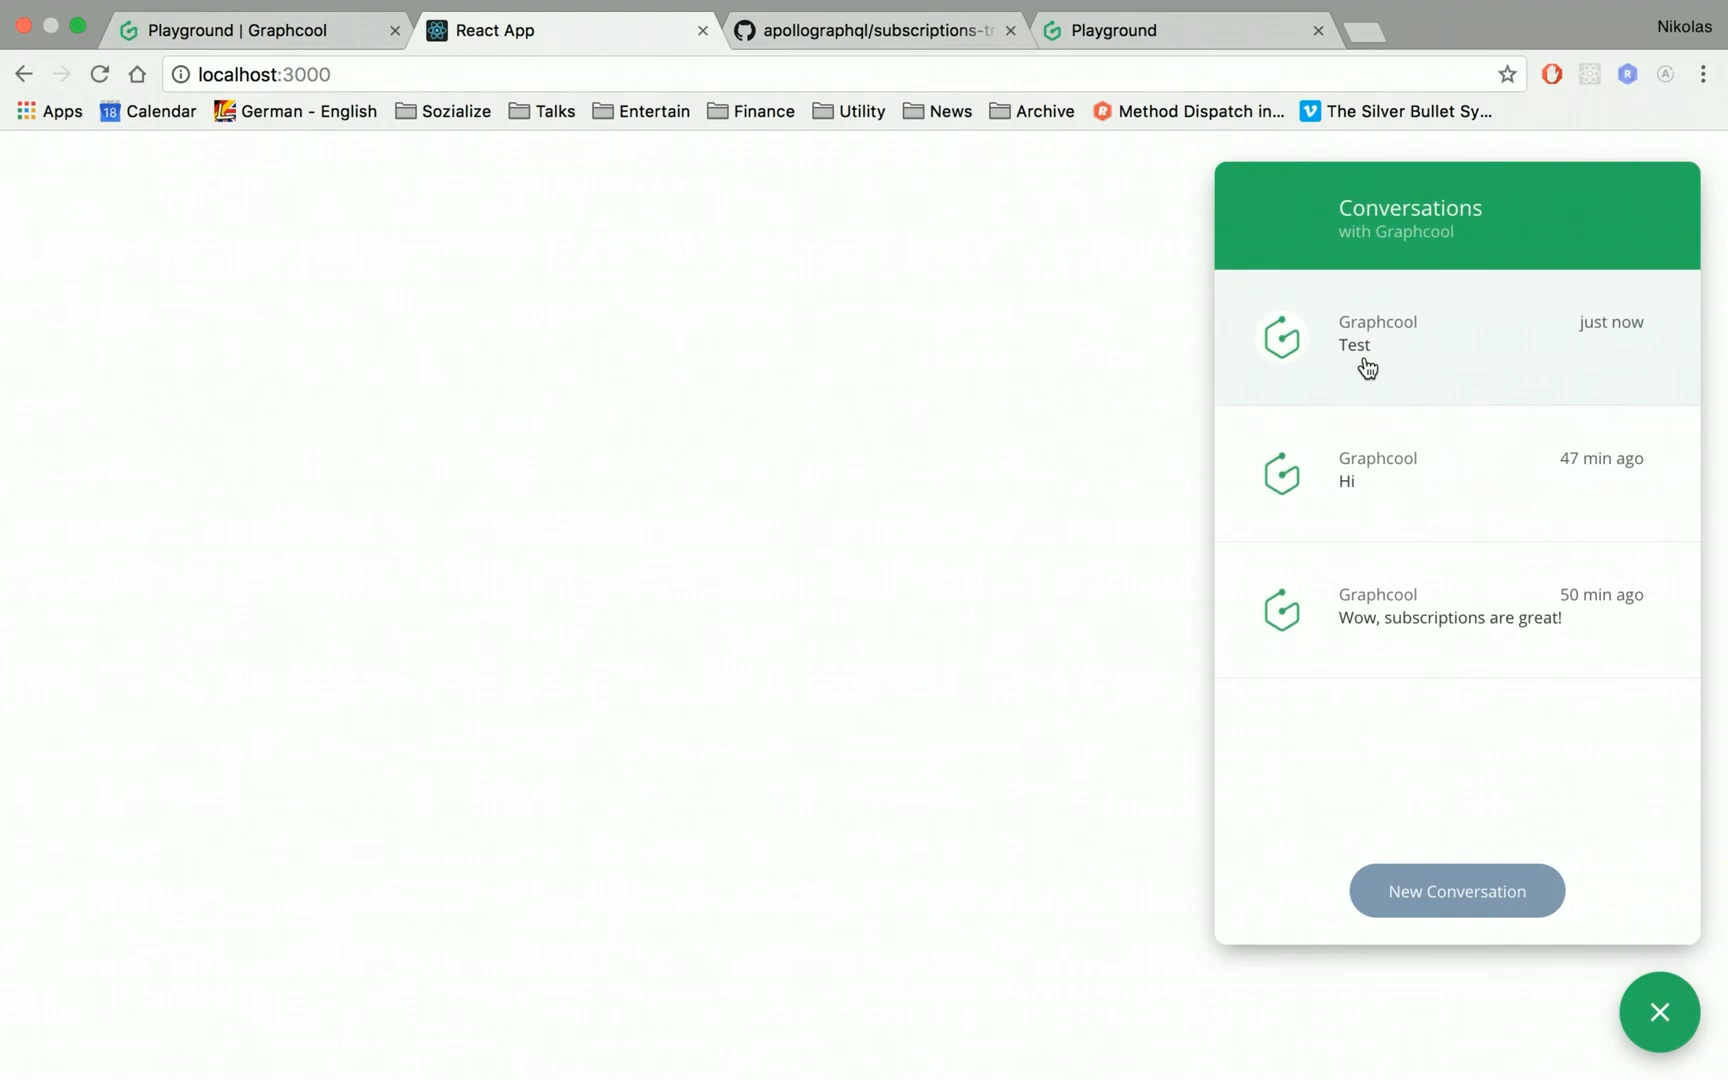 Playground | Graphcool
React App
apollographql/subscriptions-tr
Playground
Nikolas
localhost:3000
Apps
18 Calendar
German - English
Sozialize
Talks
Entertain
Finance
Utility
News
Archive
Method Dispatch in...
The Silver Bullet Sy...
Conversations
with Graphcool
Graphcool
just now
Test
Graphcool
47 min ago
Hi
Graphcool
50 min ago
Wow, subscriptions are great!
New Conversation